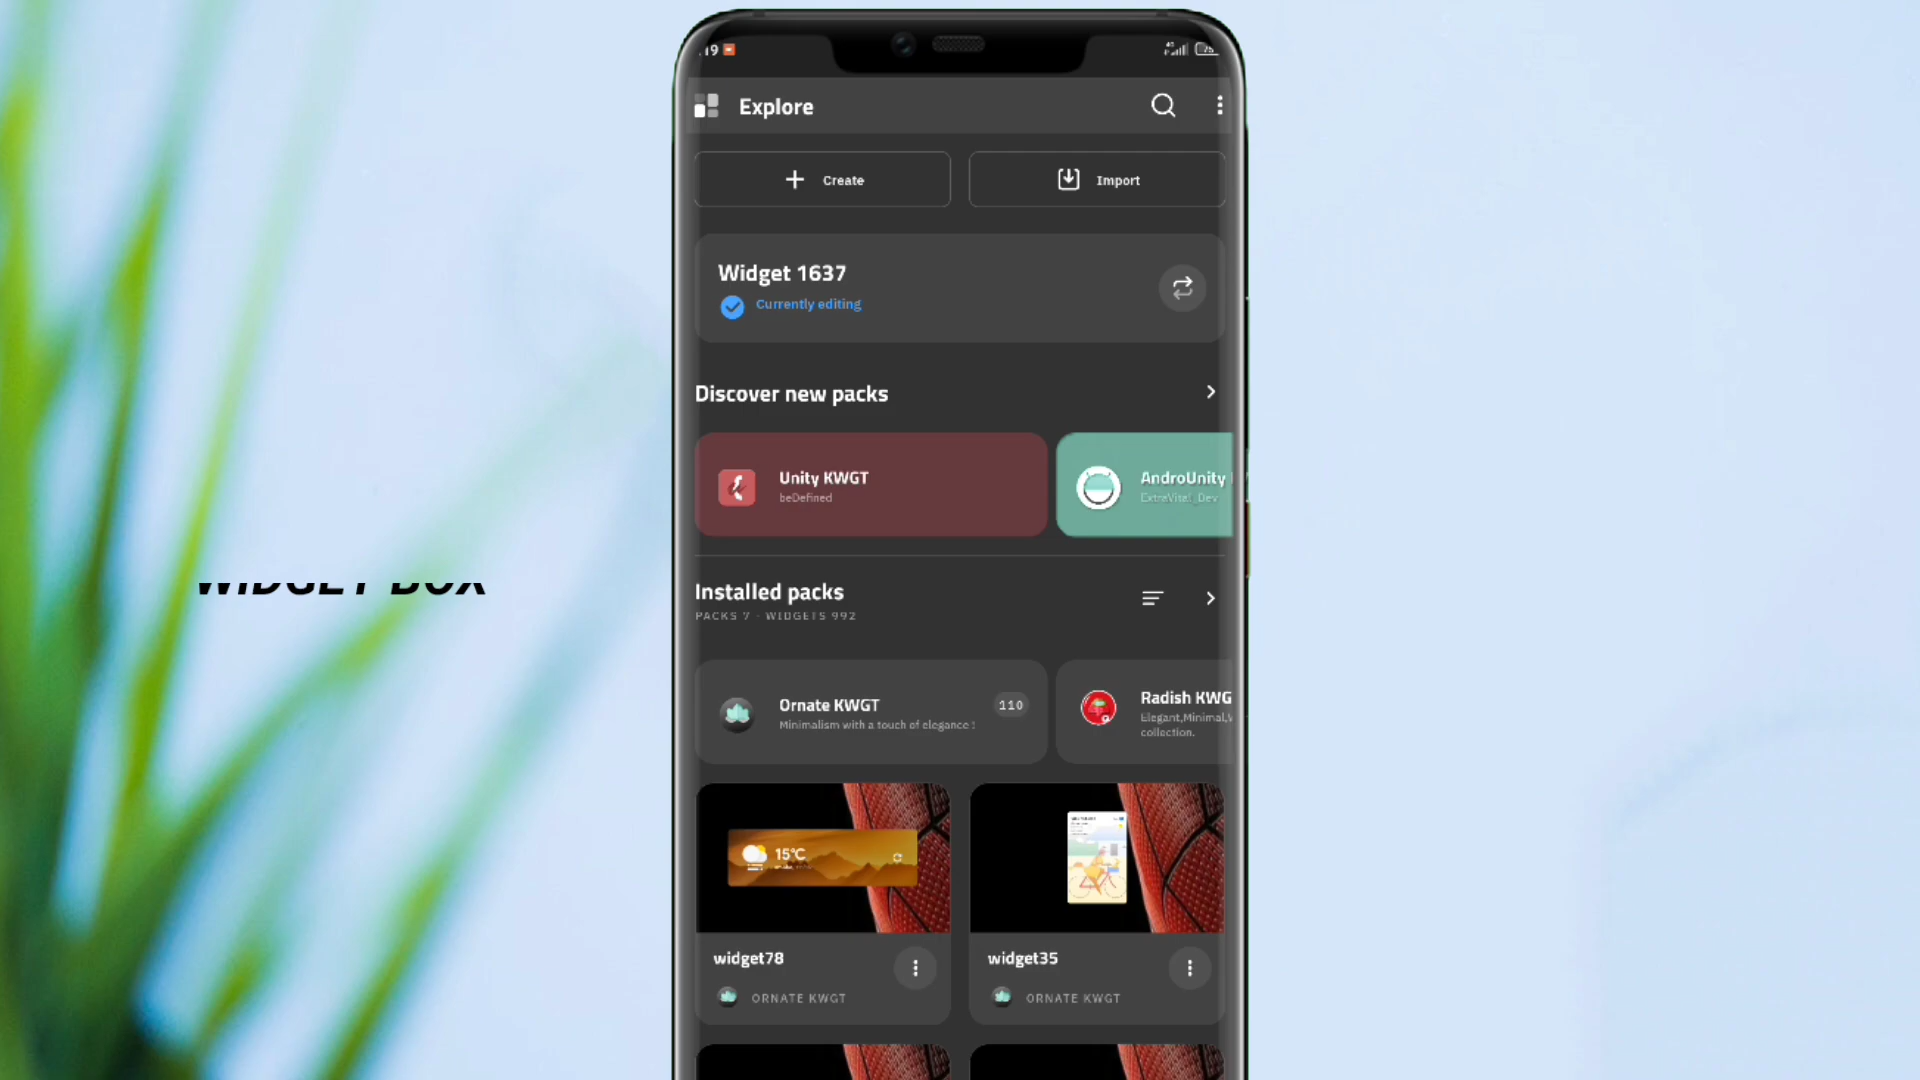 Explore
Create
Import
Widget 1637
Currently editing
Discover new packs
Unity KWGT
beDefined
AndroUnity
ExtraVital_Dev
WIDGET BOX
Installed packs
PACKS 7 - WIDGETS 992
Ornate KWGT
110
Minimalism with a touch of elegance
Radish KWG
Elegant,Minimal,
collection.
15°C
widget78
ORNATE KWGT
widget35
ORNATE KWGT